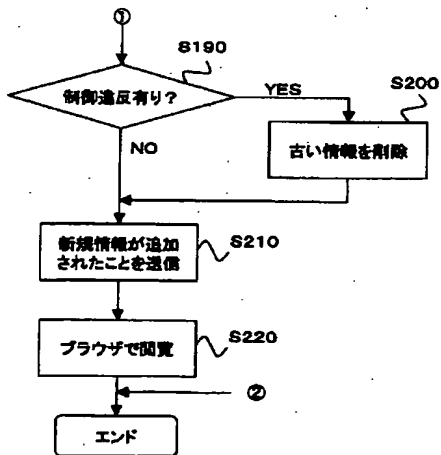 ①
S190
制御違反有り?
YES
S200
NO
古い情報を削除
新規情報が追加
されたことを送信
S210
ブラウザで閲覧
S220
②
エンド